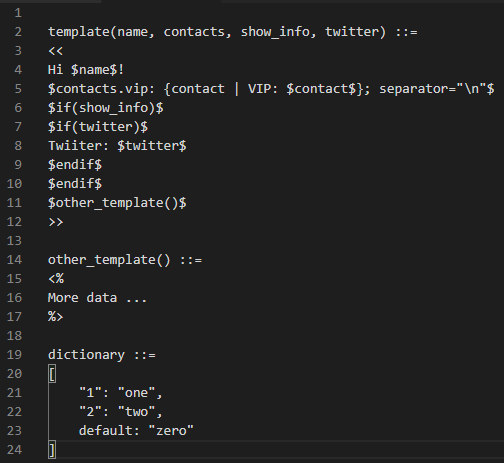 1
2 template(name, contacts, show_info, twitter) ::=
3 <<
4 Hi $name$!
5 $contacts.vip: {contact | VIP: $contact$}; separator="\n"$
6 $if(show_info)$
7 $if(twitter)$
8 Twiiter: $twitter$
9 $endif$
10 $endif$
11 $other_template()$
12 >>
13
14 other_template() ::=
15 <%
16 More data ...
17 %>
18
19 dictionary ::=
20 [
21     "1": "one",
22     "2": "two",
23     default: "zero"
24 ]